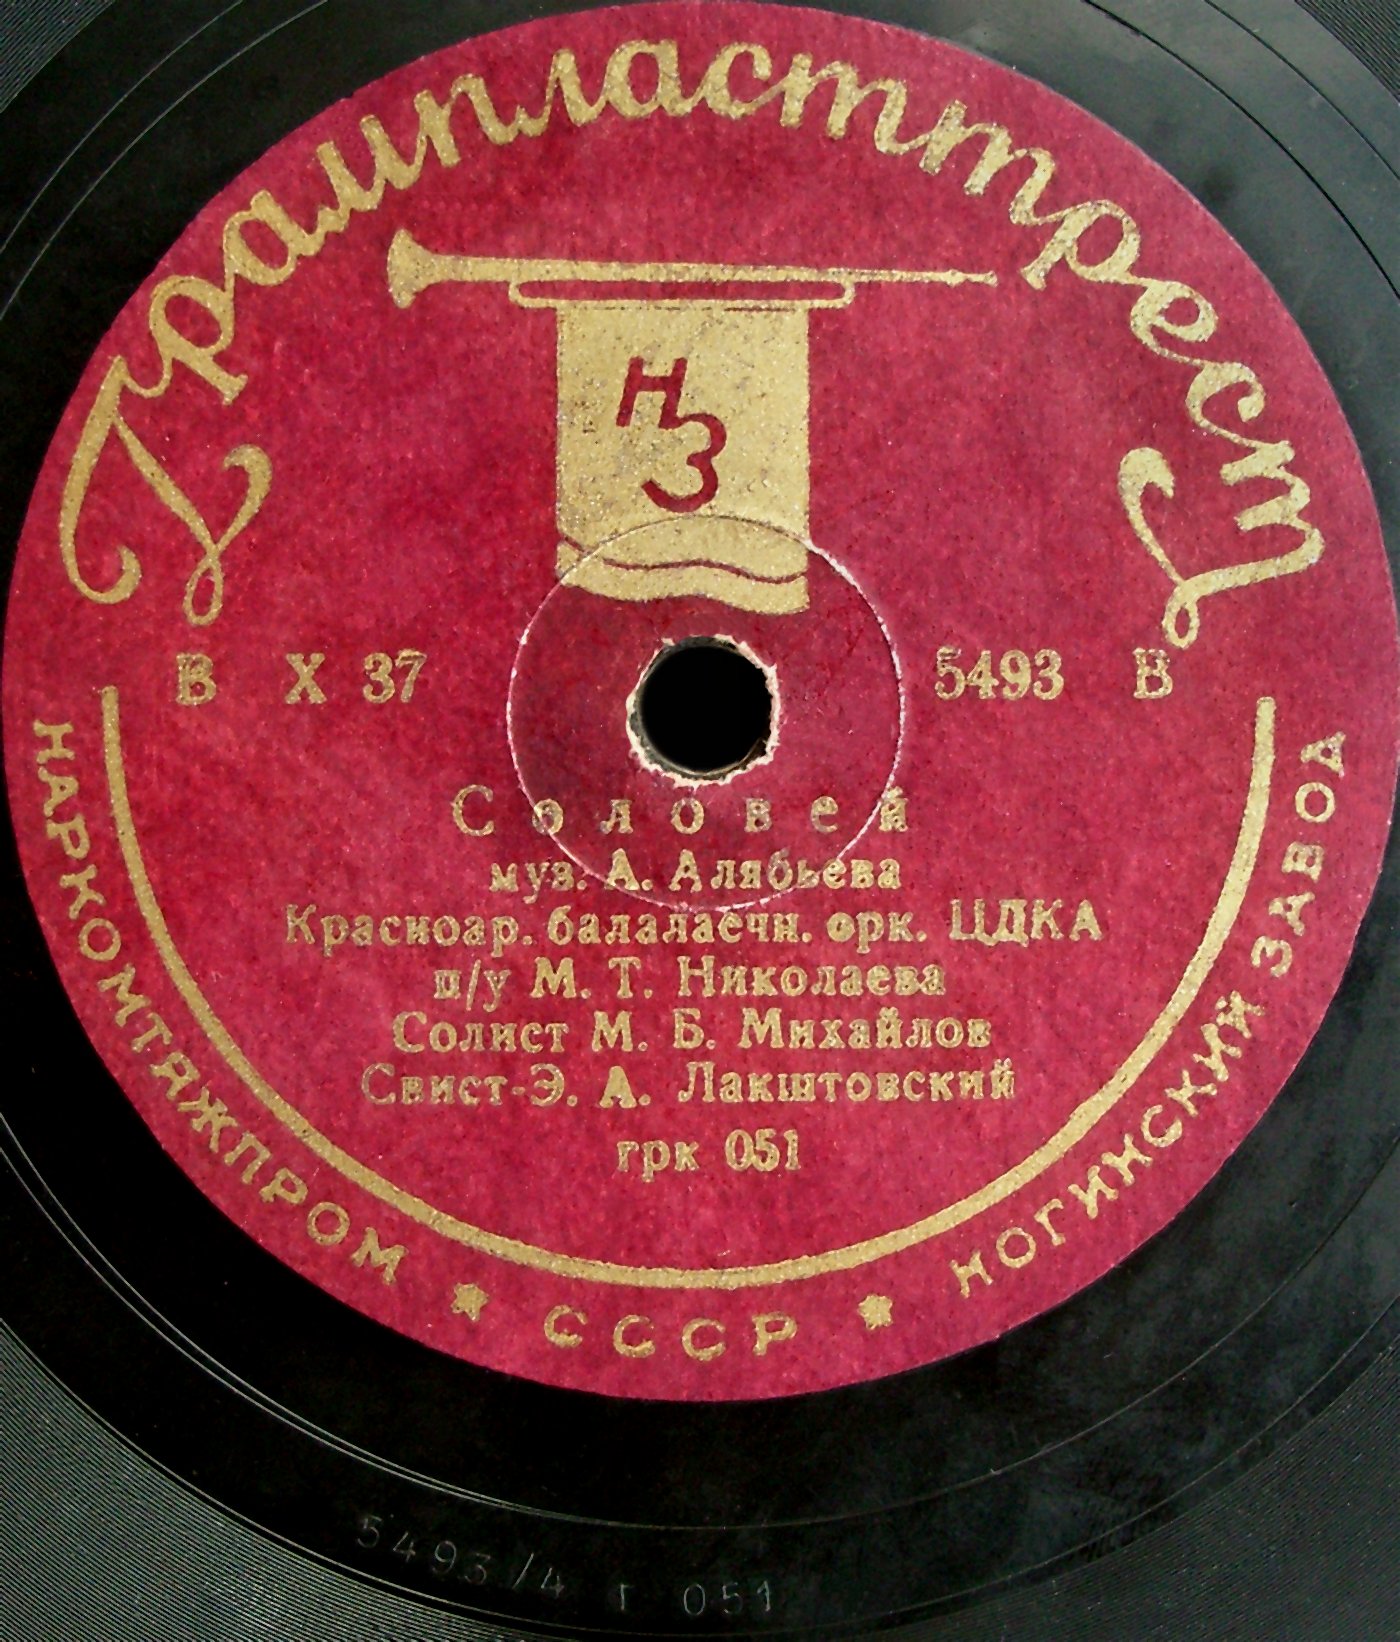 Грампласттрест
НЗ
В Х 37 5493 В
Соловей
муз. А. Алябьева
Красноар. балалаечн. орк. ЦДКА
п/у М. Т. Николаева
Солист М. Б. Михайлов
Свист-Э. А. Лакштовский
грк 051
НАРКОМТЯЖПРОМ ★ СССР ★ НОГИНСКИЙ ЗАВОД
5493/4 Г 051